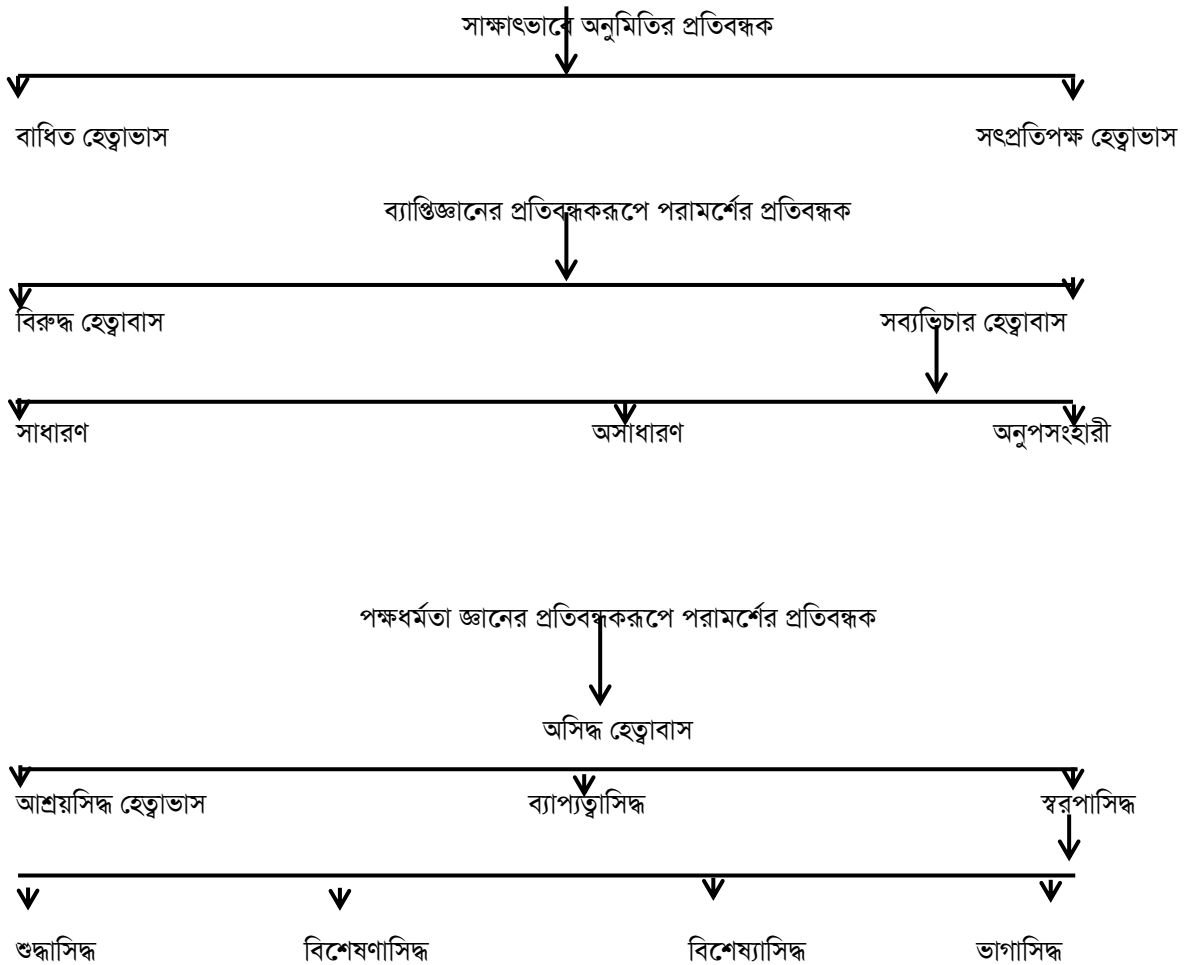 সাক্ষাৎভাবে অনুমিতির প্রতিবন্ধক
বাধিত হেত্বাভাস সৎপ্রতিপক্ষ হেত্বাভাস
ব্যাপ্তিজ্ঞানের প্রতিবন্ধকরূপে পরামর্শের প্রতিবন্ধক
বিরুদ্ধ হেত্বাবাস সব্যভিচার হেত্বাবাস
সাধারণ অসাধারণ অনুপসংহারী
পক্ষধর্মতা জ্ঞানের প্রতিবন্ধকরূপে পরামর্শের প্রতিবন্ধক
অসিদ্ধ হেত্বাবাস
আশ্রয়সিদ্ধ হেত্বাভাস ব্যাপ্যত্বাসিদ্ধ স্বরূপাসিদ্ধ
শুদ্ধাসিদ্ধ বিশেষণাসিদ্ধ বিশেষ্যাসিদ্ধ ভাগাসিদ্ধ